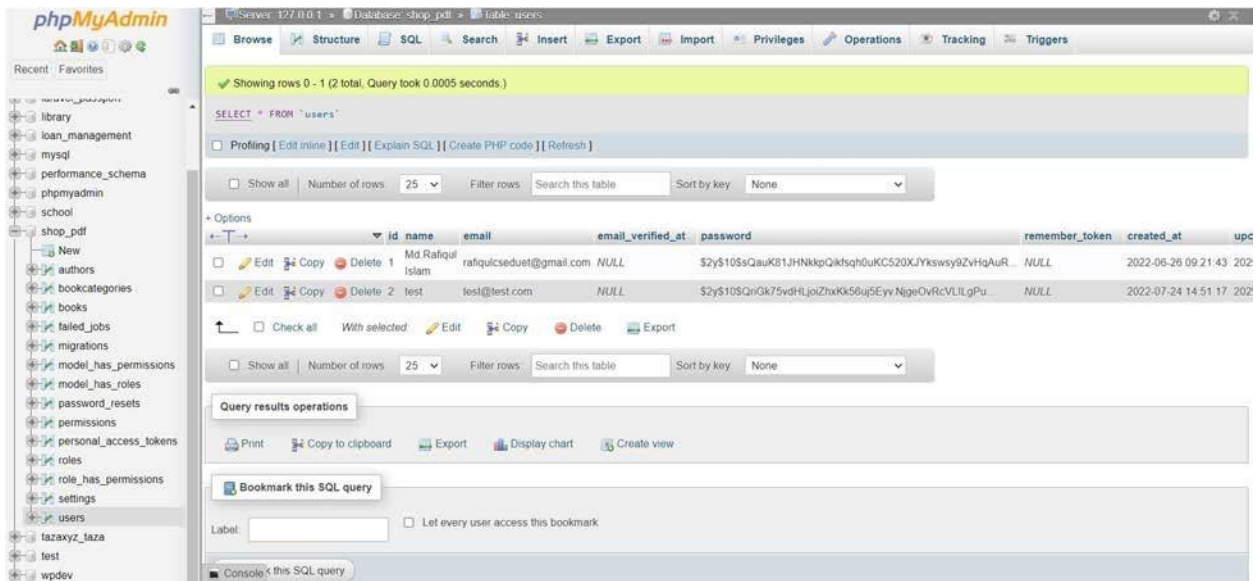 phpMyAdmin
Recent Favorites
library
loan_management
mysql
performance_schema
phpmyadmin
school
shop_pdf
New
authors
bookcategories
books
failed_jobs
migrations
model_has_permissions
model_has_roles
password_resets
permissions
personal_access_tokens
roles
role_has_permissions
settings
users
tazaxyz_taza
test
wpdev
Server: 127.0.0.1 » Database: shop_pdf » Table: users
Browse Structure SQL Search Insert Export Import Privileges Operations Tracking Triggers
Showing rows 0 - 1 (2 total, Query took 0.0005 seconds.)
SELECT * FROM `users`
Profiling [ Edit inline ] [ Edit ] [ Explain SQL ] [ Create PHP code ] [ Refresh ]
Show all | Number of rows: 25 Filter rows: Search this table Sort by key: None
+ Options
id name email email_verified_at password remember_token created_at
Edit Copy Delete 1 Md.Rafiqul Islam rafiqulcseduet@gmail.com NULL NULL 2022-06-26 09:21:43
Edit Copy Delete 2 test test@test.com NULL NULL 2022-07-24 14:51:17
Check all With selected: Edit Copy Delete Export
Show all | Number of rows: 25 Filter rows: Search this table Sort by key: None
Query results operations
Print Copy to clipboard Export Display chart Create view
Bookmark this SQL query
Label: Let every user access this bookmark
Console this SQL query